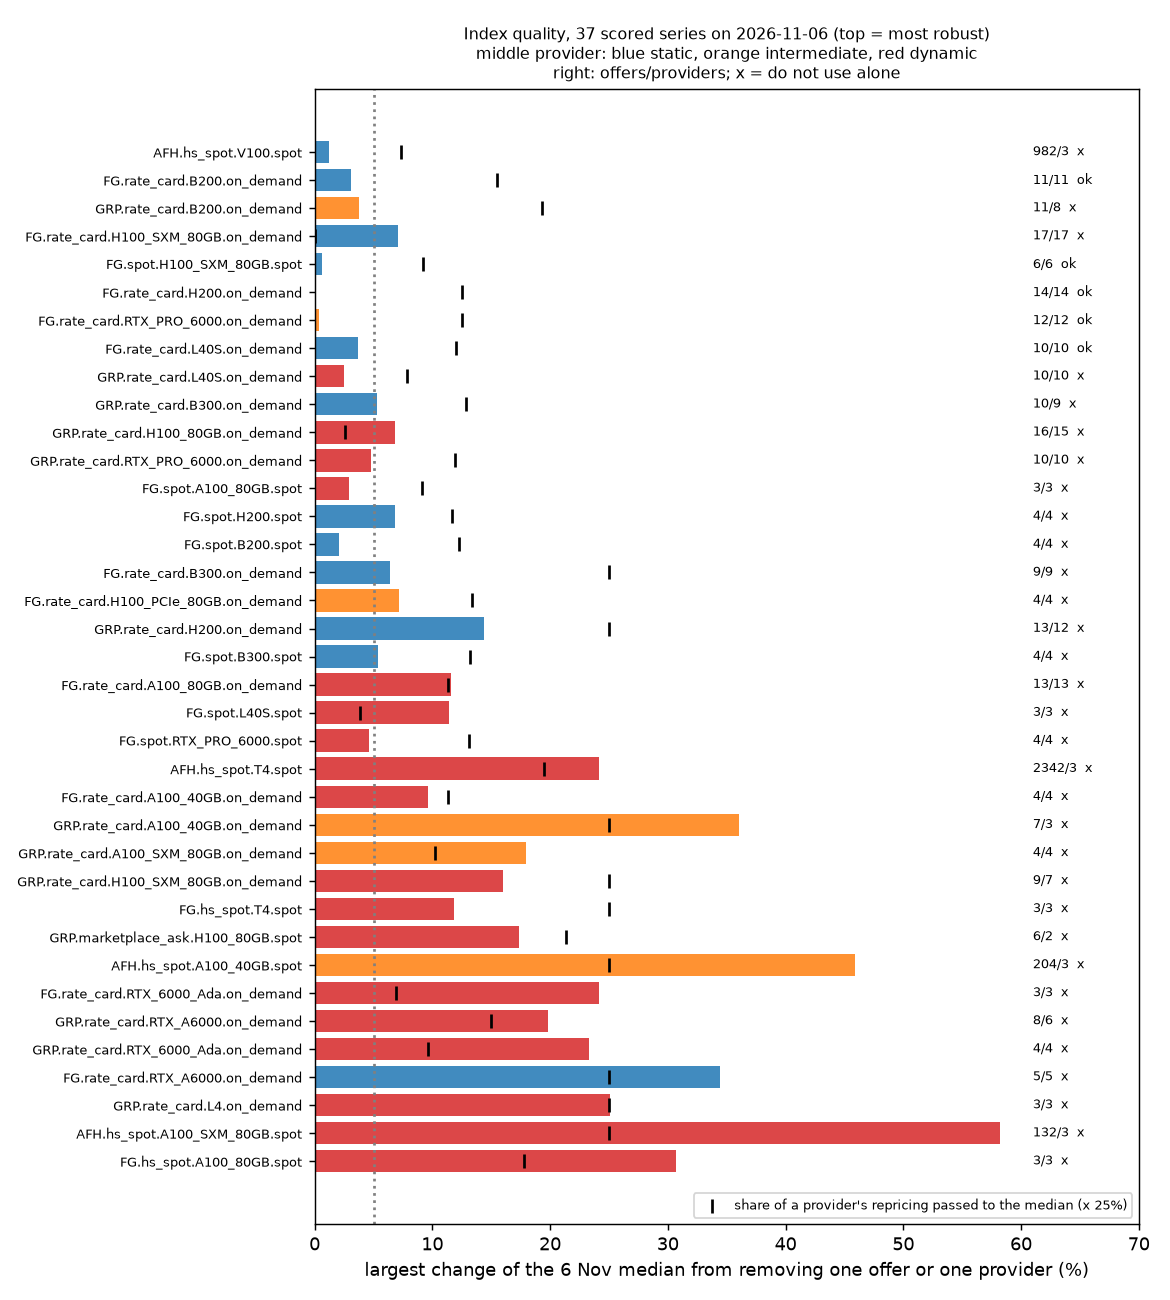 Index quality, 37 scored series on 2026-11-06 (top = most robust)
middle provider: blue static, orange intermediate, red dynamic
right: offers/providers; x = do not use alone
AFH.hs_spot.V100.spot 982/3 x
FG.rate_card.B200.on_demand 11/11 ok
GRP.rate_card.B200.on_demand 11/8 x
FG.rate_card.H100_SXM_80GB.on_demand 17/17 x
FG.spot.H100_SXM_80GB.spot 6/6 ok
FG.rate_card.H200.on_demand 14/14 ok
FG.rate_card.RTX_PRO_6000.on_demand 12/12 ok
FG.rate_card.L40S.on_demand 10/10 ok
GRP.rate_card.L40S.on_demand 10/10 x
GRP.rate_card.B300.on_demand 10/9 x
GRP.rate_card.H100_80GB.on_demand 16/15 x
GRP.rate_card.RTX_PRO_6000.on_demand 10/10 x
FG.spot.A100_80GB.spot 3/3 x
FG.spot.H200.spot 4/4 x
FG.spot.B200.spot 4/4 x
FG.rate_card.B300.on_demand 9/9 x
FG.rate_card.H100_PCIe_80GB.on_demand 4/4 x
GRP.rate_card.H200.on_demand 13/12 x
FG.spot.B300.spot 4/4 x
FG.rate_card.A100_80GB.on_demand 13/13 x
FG.spot.L40S.spot 3/3 x
FG.spot.RTX_PRO_6000.spot 4/4 x
AFH.hs_spot.T4.spot 2342/3 x
FG.rate_card.A100_40GB.on_demand 4/4 x
GRP.rate_card.A100_40GB.on_demand 7/3 x
GRP.rate_card.A100_SXM_80GB.on_demand 4/4 x
GRP.rate_card.H100_SXM_80GB.on_demand 9/7 x
FG.hs_spot.T4.spot 3/3 x
GRP.marketplace_ask.H100_80GB.spot 6/2 x
AFH.hs_spot.A100_40GB.spot 204/3 x
FG.rate_card.RTX_6000_Ada.on_demand 3/3 x
GRP.rate_card.RTX_A6000.on_demand 8/6 x
GRP.rate_card.RTX_6000_Ada.on_demand 4/4 x
FG.rate_card.RTX_A6000.on_demand 5/5 x
GRP.rate_card.L4.on_demand 3/3 x
AFH.hs_spot.A100_SXM_80GB.spot 132/3 x
FG.hs_spot.A100_80GB.spot 3/3 x
share of a provider's repricing passed to the median (x 25%)
0 10 20 30 40 50 60 70
largest change of the 6 Nov median from removing one offer or one provider (%)